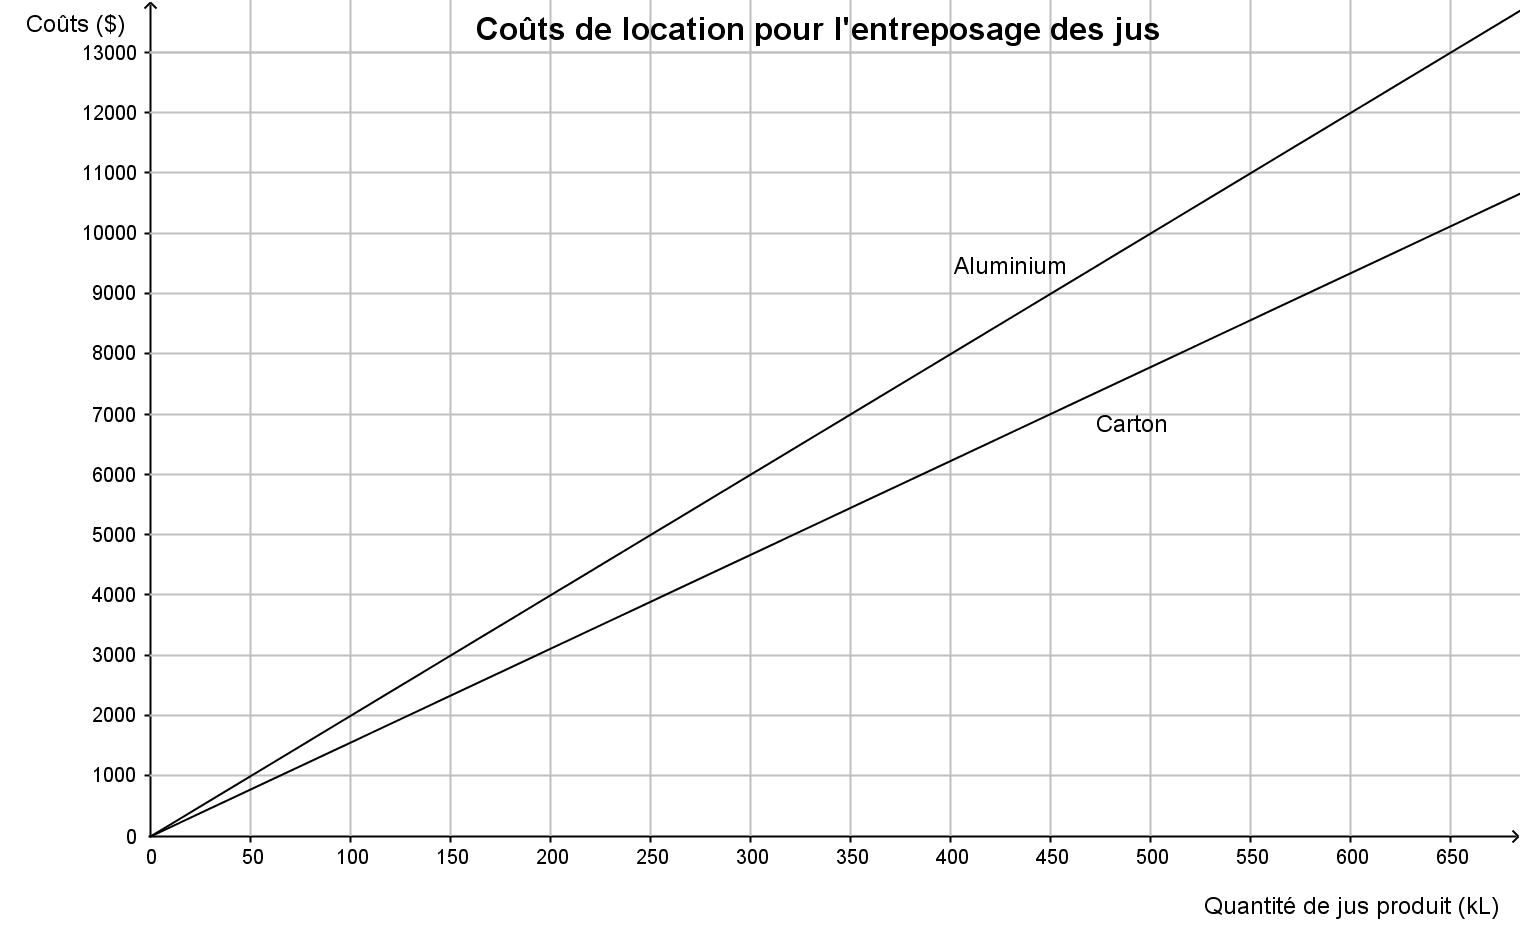 Coûts ($)
Coûts de location pour l'entreposage des jus
13000
12000
11000
10000
9000
8000
7000
6000
5000
4000
3000
2000
1000
0
Aluminium
Carton
0 50 100 150 200 250 300 350 400 450 500 550 600 650
Quantité de jus produit (kL)